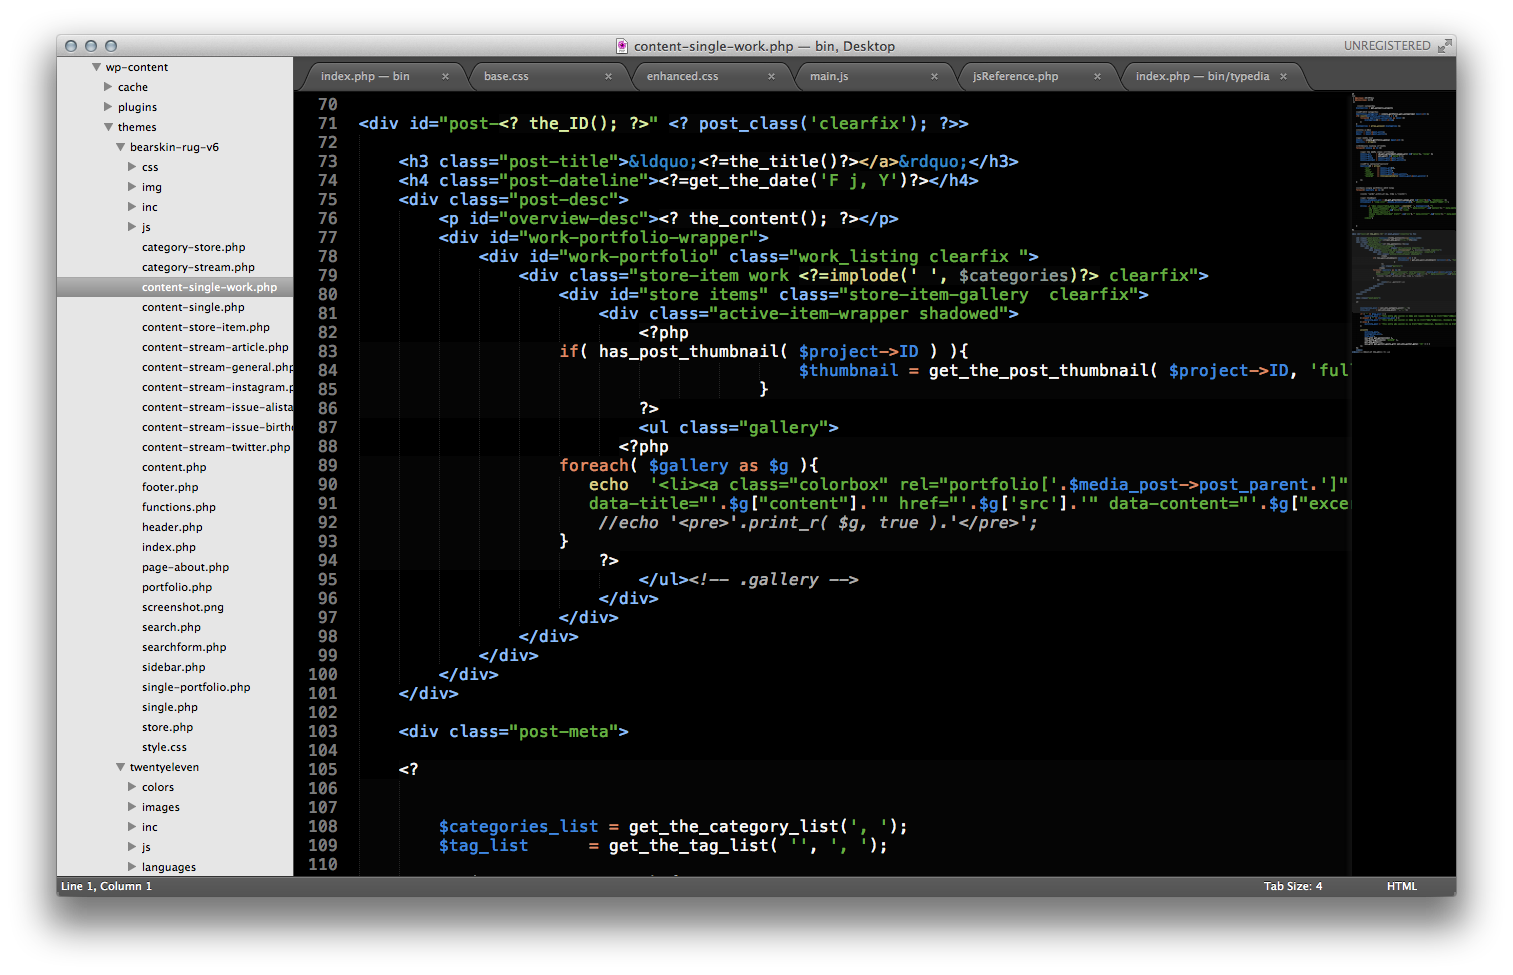 content-single-work.php — bin, Desktop
UNREGISTERED
wp-content
cache
plugins
themes
bearskin-rug-v6
css
img
inc
js
category-store.php
category-stream.php
content-single-work.php
content-single.php
content-store-item.php
content-stream-article.php
content-stream-general.php
content-stream-instagram.p
content-stream-issue-alista
content-stream-issue-birth
content-stream-twitter.php
content.php
footer.php
functions.php
header.php
index.php
page-about.php
portfolio.php
screenshot.png
search.php
searchform.php
sidebar.php
single-portfolio.php
single.php
store.php
style.css
twentyeleven
colors
images
inc
js
languages
index.php — bin × base.css × enhanced.css × main.js × jsReference.php × index.php — bin/typedia ×
70
71 <div id="post-<? the_ID(); ?>" <? post_class('clearfix'); ?>>
72
73 <h3 class="post-title">&ldquo;<?=the_title()?></a>&rdquo;</h3>
74 <h4 class="post-dateline"><?=get_the_date('F j, Y')?></h4>
75 <div class="post-desc">
76 <p id="overview-desc"><? the_content(); ?></p>
77 <div id="work-portfolio-wrapper">
78 <div id="work-portfolio" class="work_listing clearfix ">
79 <div class="store-item work <?=implode(' ', $categories)?> clearfix">
80 <div id="store items" class="store-item-gallery  clearfix">
81 <div class="active-item-wrapper shadowed">
82 <?php
83 if( has_post_thumbnail( $project->ID ) ){
84 $thumbnail = get_the_post_thumbnail( $project->ID, 'ful
85 }
86 ?>
87 <ul class="gallery">
88 <?php
89 foreach( $gallery as $g ){
90 echo  '<li><a class="colorbox" rel="portfolio['.$media_post->post_parent.']"
91 data-title="'.$g["content"].'" href="'.$g['src'].'" data-content="'.$g["exce
92 //echo '<pre>'.print_r( $g, true ).'</pre>';
93 }
94 ?>
95 </ul><!-- .gallery -->
96 </div>
97 </div>
98 </div>
99 </div>
100 </div>
101 </div>
102
103 <div class="post-meta">
104
105 <?
106
107
108 $categories_list = get_the_category_list(', ');
109 $tag_list      = get_the_tag_list( '', ', ');
110
Line 1, Column 1
Tab Size: 4
HTML